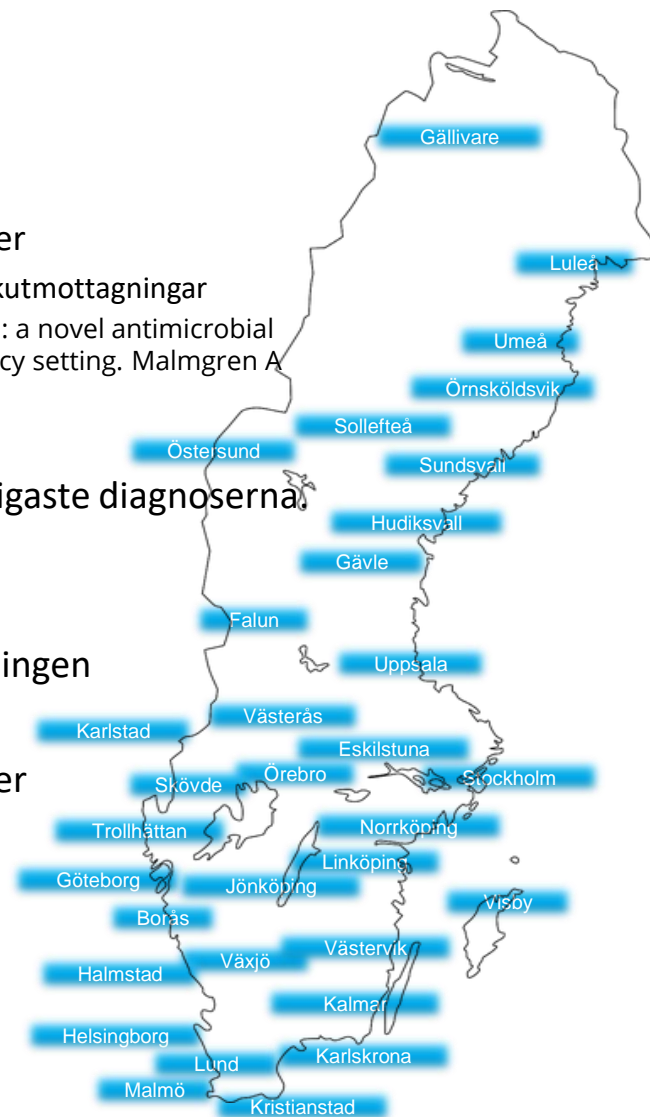 Gällivare
er
Luleå
kutmottagningar
: a novel antimicrobial
Umeå
cy setting. Malmgren A
Örnsköldsvik
Sollefteå
Östersund
Sundsvall
igaste diagnoserna.
Hudiksvall
Gävle
Falun
ingen
Uppsala
Västerås
Karlstad
Eskilstuna
Örebro
Stockholm
er
Skövde
Norrköping
Trollhättan
Linköping
Göteborg
Jönköping
Visby
Borås
Västervik
Växjö
Halmstad
Kalmar
Helsingborg
Karlskrona
Lund
Malmö
Kristianstad